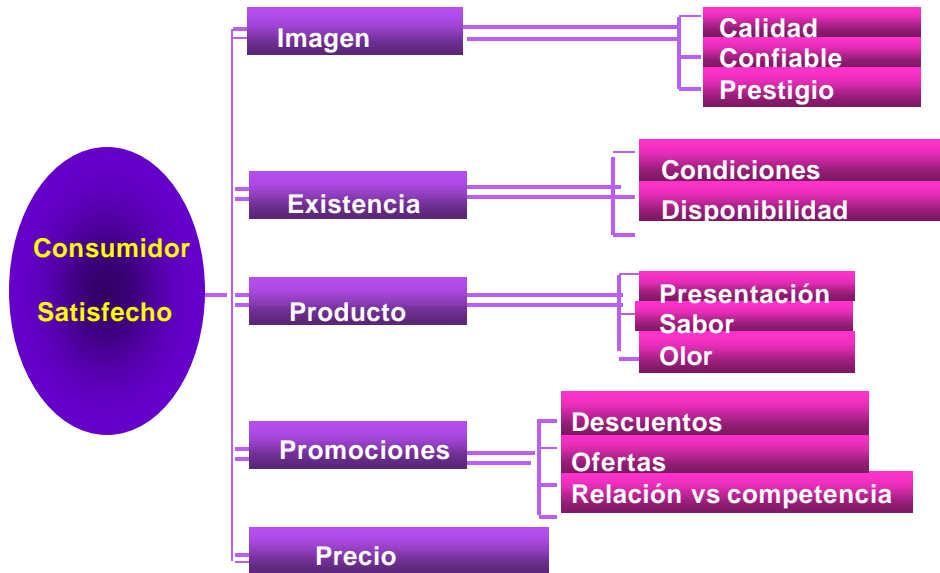 Consumidor
Satisfecho
Imagen
Calidad
Confiable
Prestigio
Existencia
Condiciones
Disponibilidad
Producto
Presentación
Sabor
Olor
Promociones
Descuentos
Ofertas
Relación vs competencia
Precio